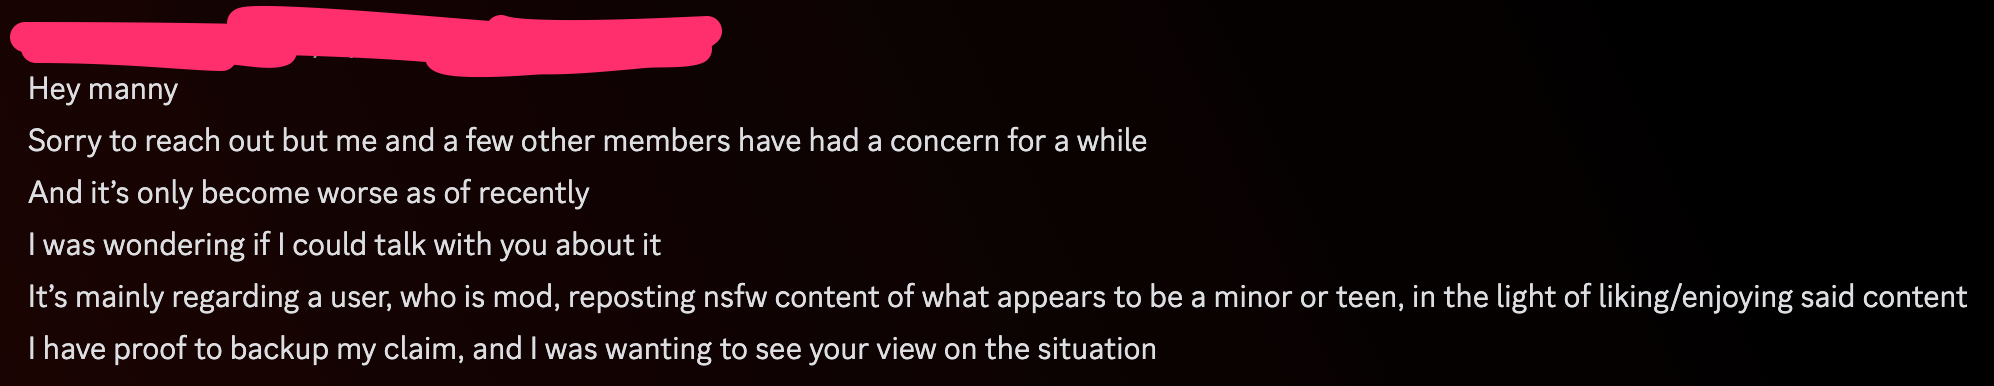 Hey manny
Sorry to reach out but me and a few other members have had a concern for a while
And it’s only become worse as of recently
I was wondering if I could talk with you about it
It’s mainly regarding a user, who is mod, reposting nsfw content of what appears to be a minor or teen, in the light of liking/enjoying said content
I have proof to backup my claim, and I was wanting to see your view on the situation